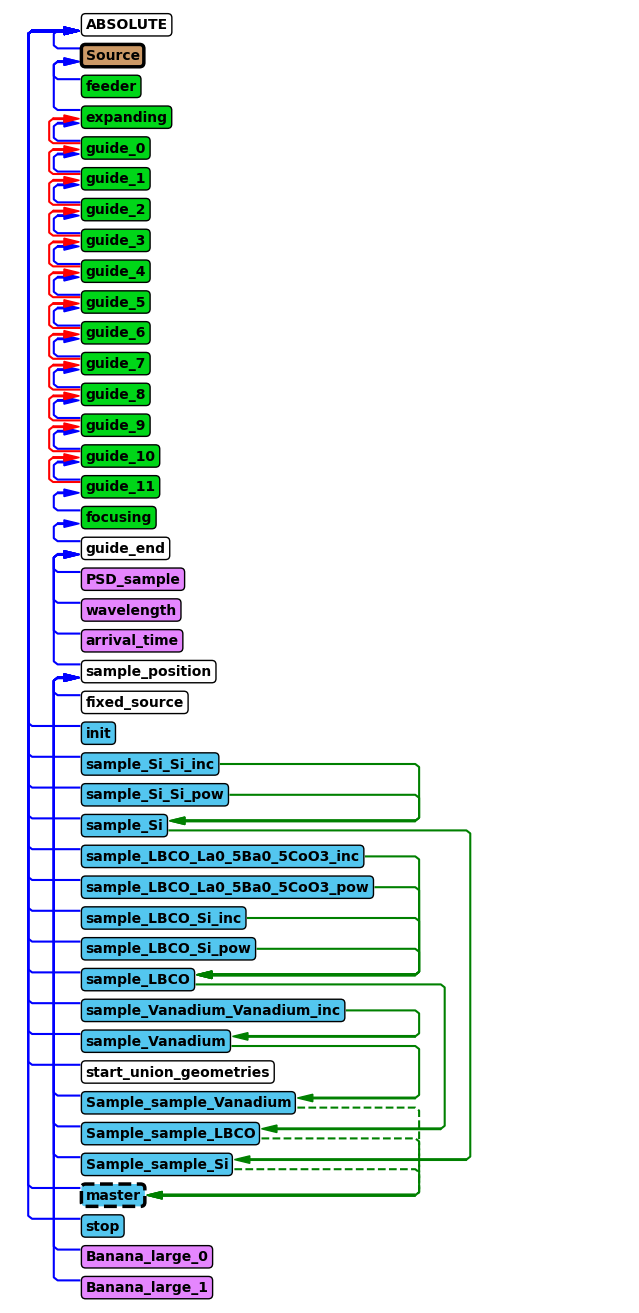 ABSOLUTE
Source
feeder
expanding
guide_0
guide_1
guide_2
guide_3
guide_4
guide_5
guide_6
guide_7
guide_8
guide_9
guide_10
guide_11
focusing
guide_end
PSD_sample
wavelength
arrival_time
sample_position
fixed_source
init
sample_Si_Si_inc
sample_Si_Si_pow
sample_Si
sample_LBCO_La0_5Ba0_5CoO3_inc
sample_LBCO_La0_5Ba0_5CoO3_pow
sample_LBCO_Si_inc
sample_LBCO_Si_pow
sample_LBCO
sample_Vanadium_Vanadium_inc
sample_Vanadium
start_union_geometries
Sample_sample_Vanadium
Sample_sample_LBCO
Sample_sample_Si
master
stop
Banana_large_0
Banana_large_1